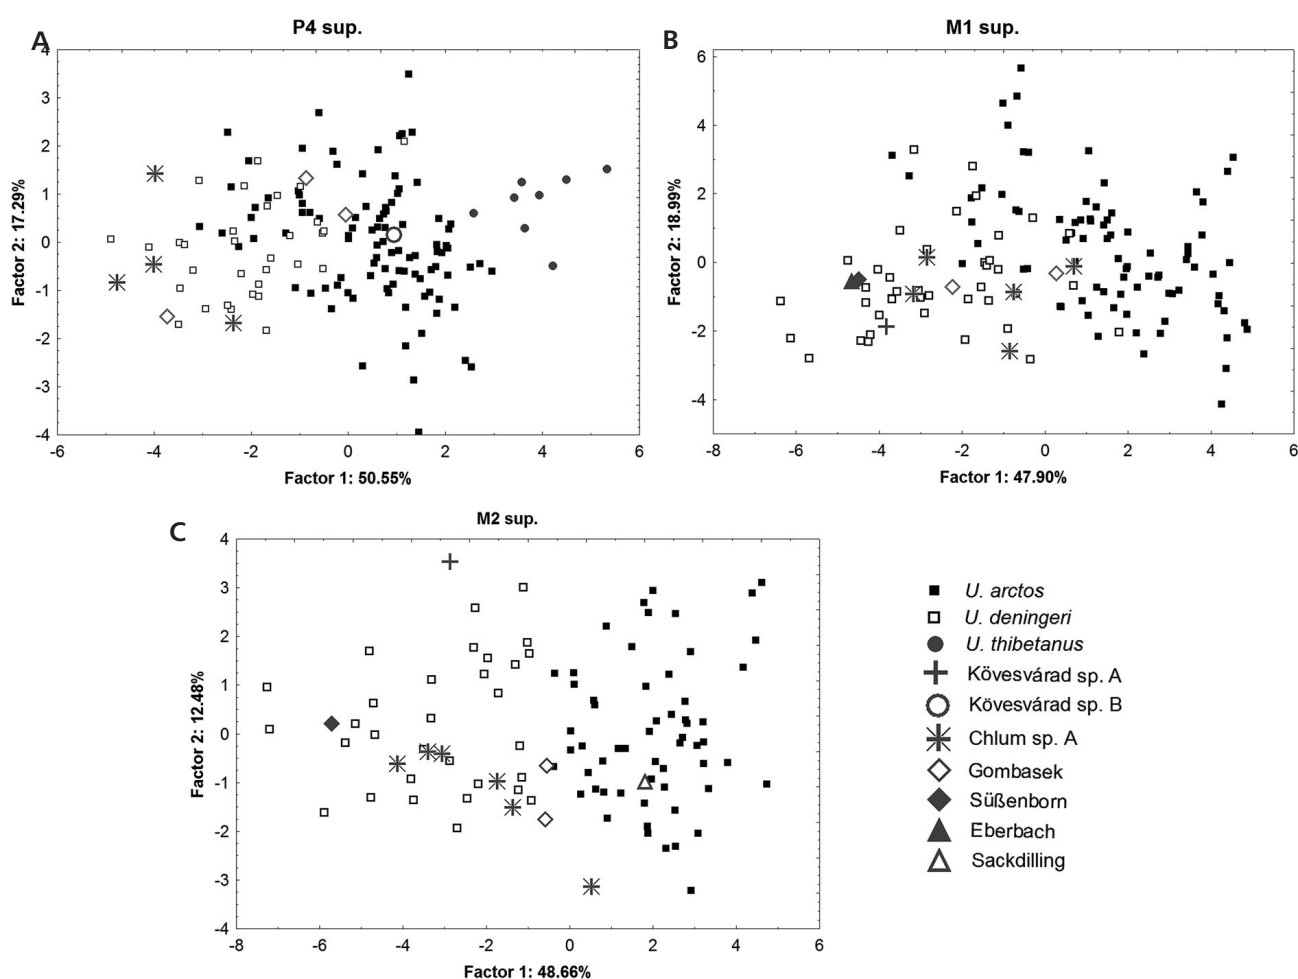 A
P4 sup.
4
3
2
1
0
-1
-2
-3
-4
Factor 2: 17.29%
-6 -4 -2 0 2 4 6
Factor 1: 50.55%
B
M1 sup.
6
4
2
0
-2
-4
Factor 2: 18.99%
-8 -6 -4 -2 0 2 4 6
Factor 1: 47.90%
C
M2 sup.
4
3
2
1
0
-1
-2
-3
-4
Factor 2: 12.48%
-8 -6 -4 -2 0 2 4 6
Factor 1: 48.66%
U. arctos
U. deningeri
U. thibetanus
Kövesvárad sp. A
Kövesvárad sp. B
Chlum sp. A
Gombasek
Süßenborn
Eberbach
Sackdilling